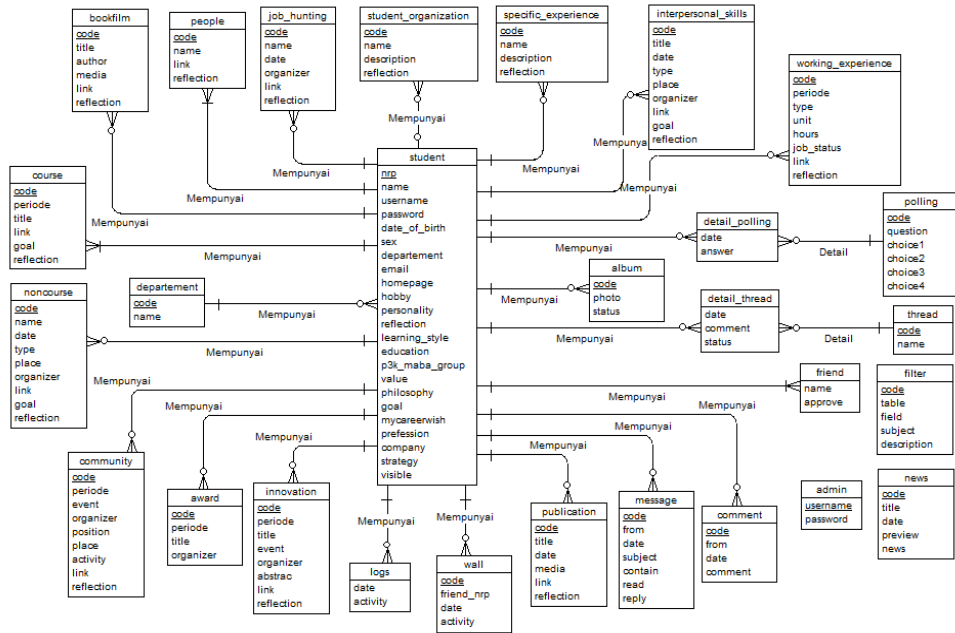 bookfilm
code
title
author
media
link
reflection
people
code
name
link
reflection
job_hunting
code
name
date
organizer
link
reflection
student_organization
code
name
description
reflection
specific_experience
code
name
description
reflection
interpersonal_skills
code
title
date
type
place
organizer
link
goal
reflection
working_experience
code
periode
type
unit
hours
job_status
link
reflection
Mempunyai
Mempunyai
Mempunyai
Mempunyai
Mempunyai
Mempunyai
Mempunyai
student
nrp
name
username
password
date_of_birth
sex
departement
email
homepage
hobby
personality
reflection
learning_style
education
p3k_maba_group
value
philosophy
goal
mycareerwish
prefession
company
strategy
visible
course
code
periode
title
link
goal
reflection
Mempunyai
detail_polling
date
answer
Mempunyai
Detail
polling
code
question
choice1
choice2
choice3
choice4
noncourse
code
name
date
type
place
organizer
link
goal
reflection
Mempunyai
departement
code
name
Mempunyai
album
code
photo
status
Mempunyai
detail_thread
date
comment
status
Mempunyai
Detail
thread
code
name
friend
name
approve
Mempunyai
filter
code
table
field
subject
description
Mempunyai
Mempunyai
Mempunyai
Mempunyai
Mempunyai
Mempunyai
community
code
periode
event
organizer
position
place
activity
link
reflection
award
code
periode
title
organizer
innovation
code
periode
title
event
organizer
abstrac
link
reflection
Mempunyai
Mempunyai
logs
date
activity
wall
code
friend_nrp
date
activity
publication
code
title
date
media
link
reflection
message
code
from
date
subject
contain
read
reply
comment
code
from
date
comment
admin
username
password
news
code
title
date
preview
news